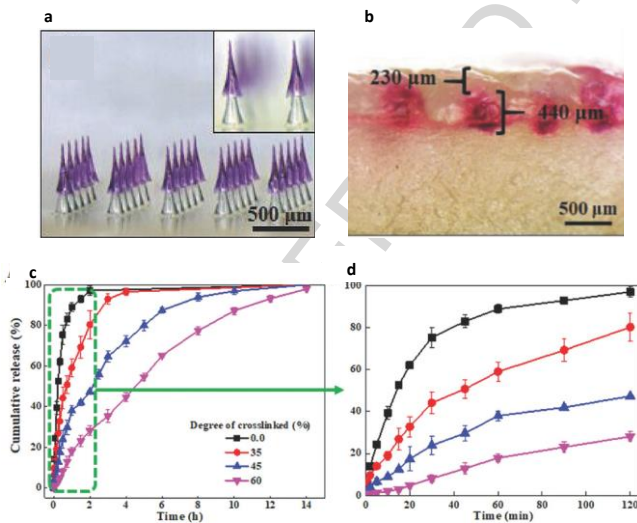 a
b
500 μm
230 μm
440 μm
500 μm
c
d
Cumulative release (%)
100
80
60
40
20
0
Degree of crosslinked (%)
0.0
35
45
60
0 2 4 6 8 10 12 14
Time (h)
100
80
60
40
20
0
0 20 40 60 80 100 120
Time (min)